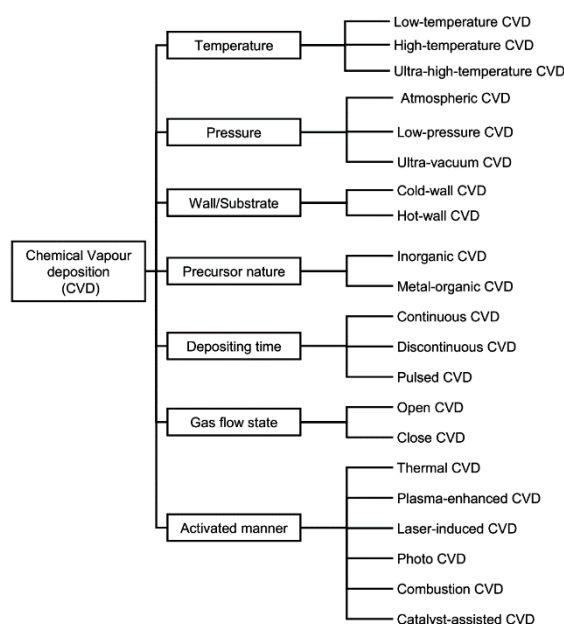 Low-temperature CVD
Temperature
High-temperature CVD
Ultra-high-temperature CVD
Atmospheric CVD
Pressure
Low-pressure CVD
Ultra-vacuum CVD
Cold-wall CVD
Wall/Substrate
Hot-wall CVD
Chemical Vapour
deposition
(CVD)
Inorganic CVD
Precursor nature
Metal-organic CVD
Continuous CVD
Depositing time
Discontinuous CVD
Pulsed CVD
Open CVD
Gas flow state
Close CVD
Thermal CVD
Plasma-enhanced CVD
Activated manner
Laser-induced CVD
Photo CVD
Combustion CVD
Catalyst-assisted CVD